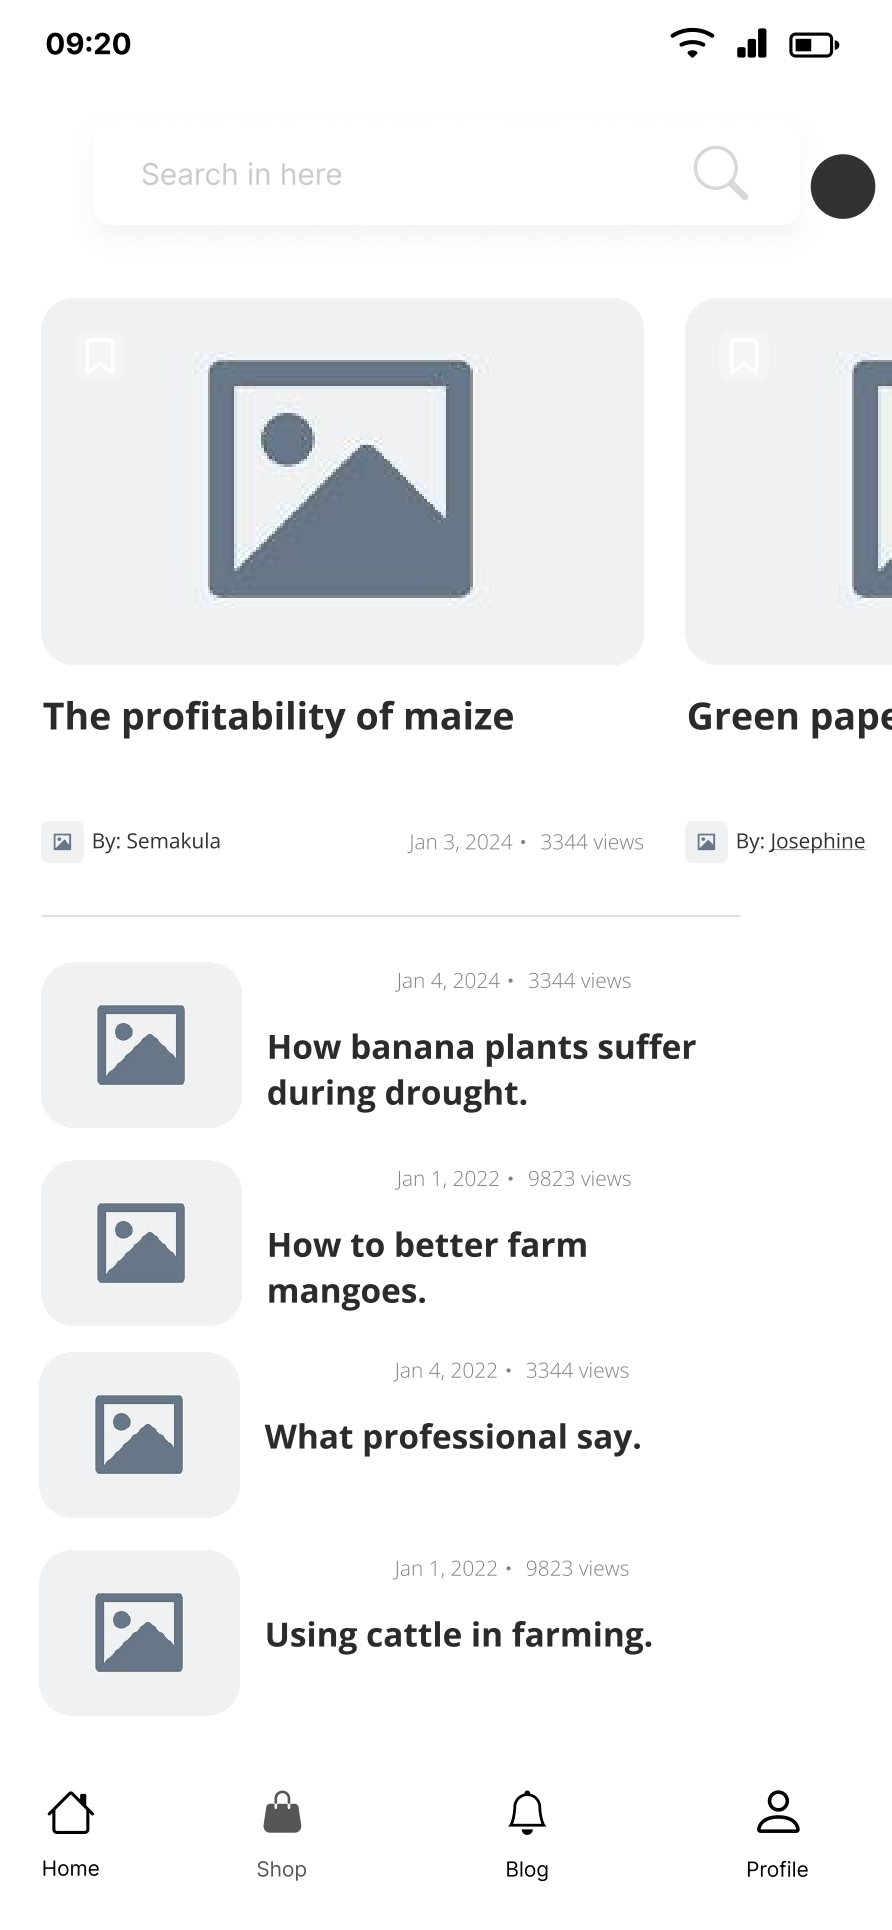 09:20
Search in here
The profitability of maize
Green pape
By: Semakula
Jan 3, 2024 • 3344 views
By: Josephine
Jan 4, 2024 • 3344 views
How banana plants suffer
during drought.
Jan 1, 2022 • 9823 views
How to better farm
mangoes.
Jan 4, 2022 • 3344 views
What professional say.
Jan 1, 2022 • 9823 views
Using cattle in farming.
Home
Shop
Blog
Profile